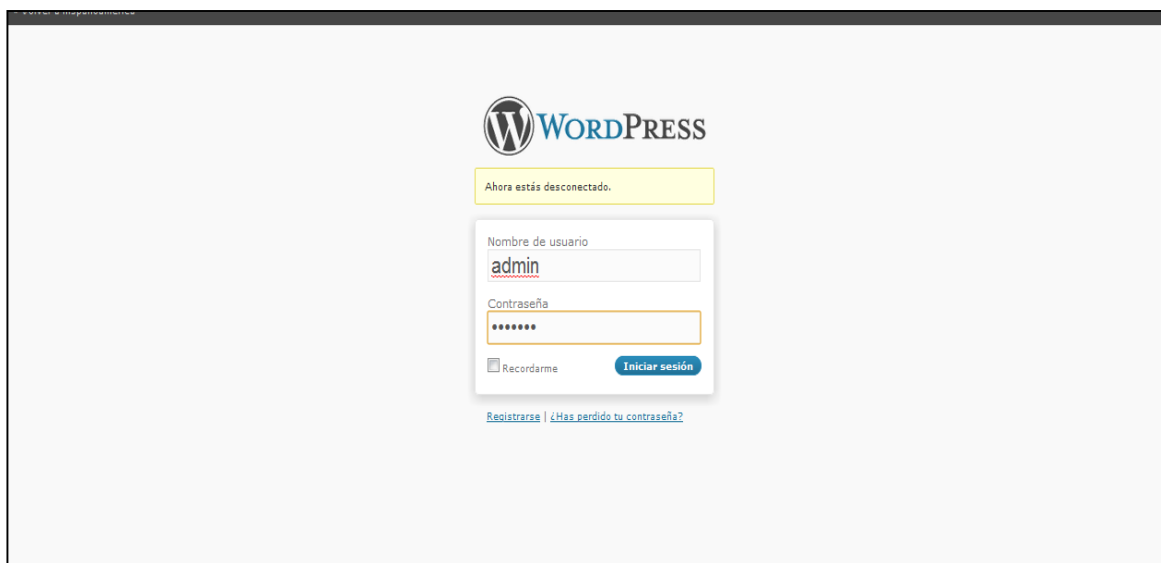 WORDPRESS
Ahora estás desconectado.
Nombre de usuario
admin
Contraseña
•••••••
Recordarme
Iniciar sesión
Registrarse | ¿Has perdido tu contraseña?